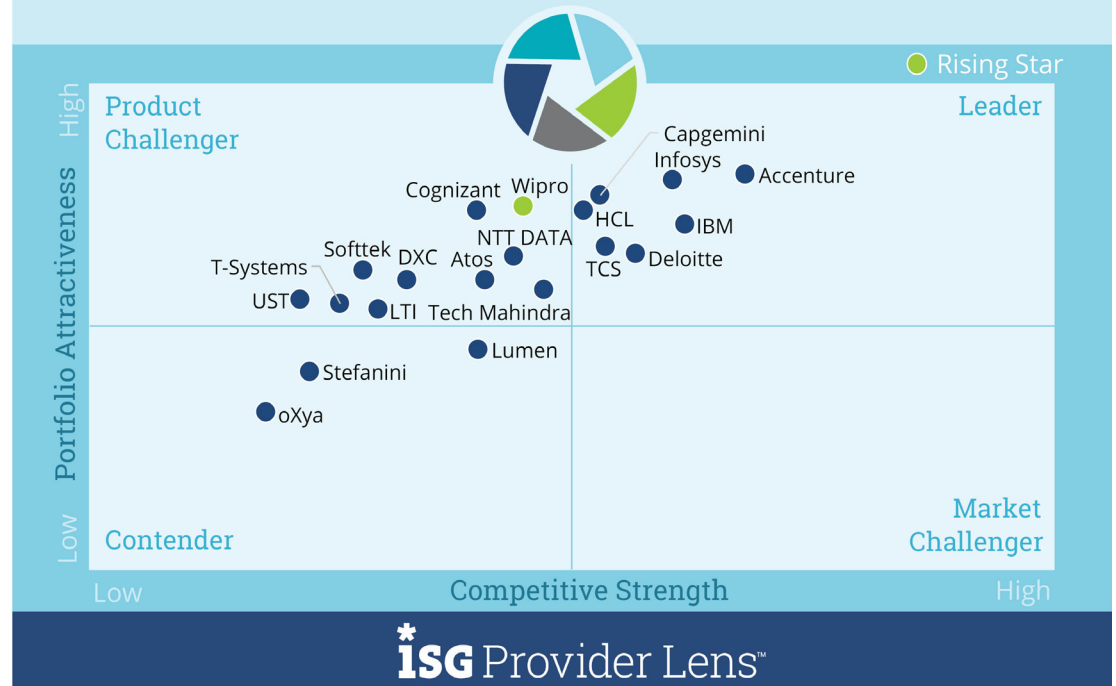 Rising Star
High
Product
Challenger
Leader
Capgemini
Infosys
Accenture
Cognizant
Wipro
HCL
IBM
NTT DATA
TCS
Deloitte
Softtek
DXC
Atos
T-Systems
UST
LTI
Tech Mahindra
Lumen
Stefanini
oXya
Portfolio Attractiveness
Low
Contender
Market
Challenger
Low
Competitive Strength
High
*iSG Provider Lens™